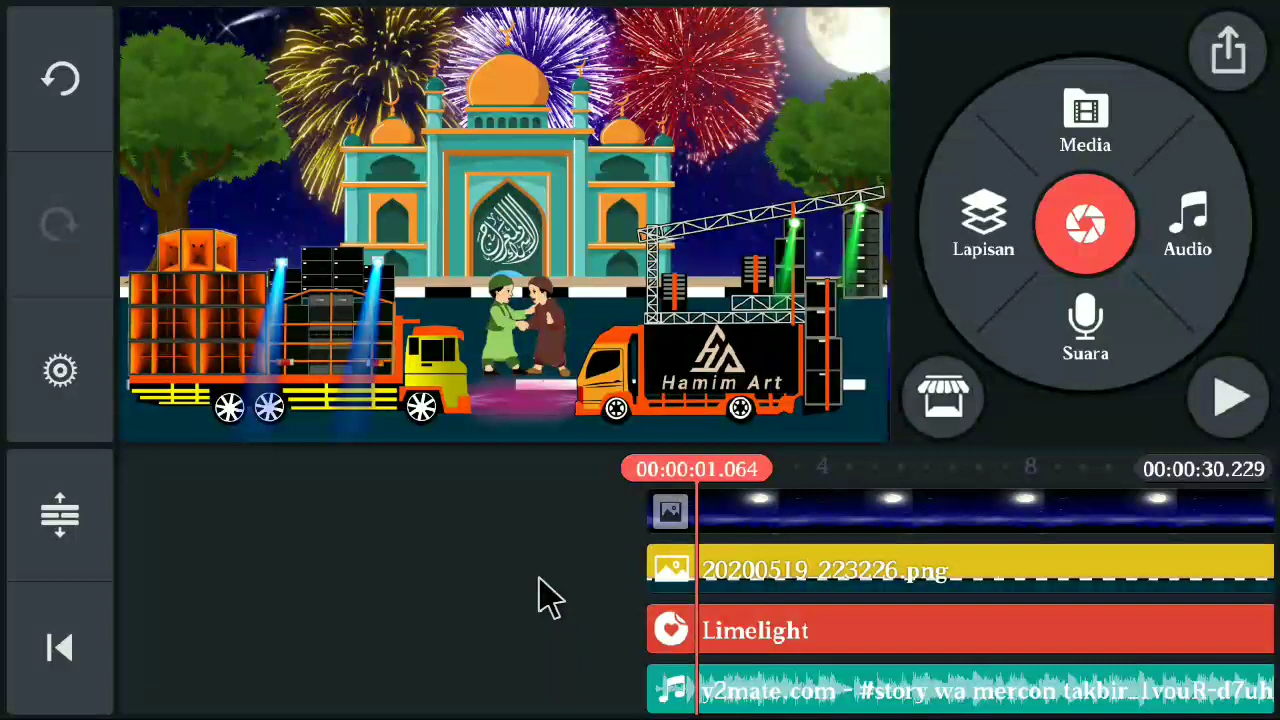 Media
Lapisan
Audio
Suara
Hamim Art
00:00:01.064
4
8
00:00:30.229
20200519_223226.png
Limelight
y2mate.com - #story wa mercon takbir_1vouR-d7uh